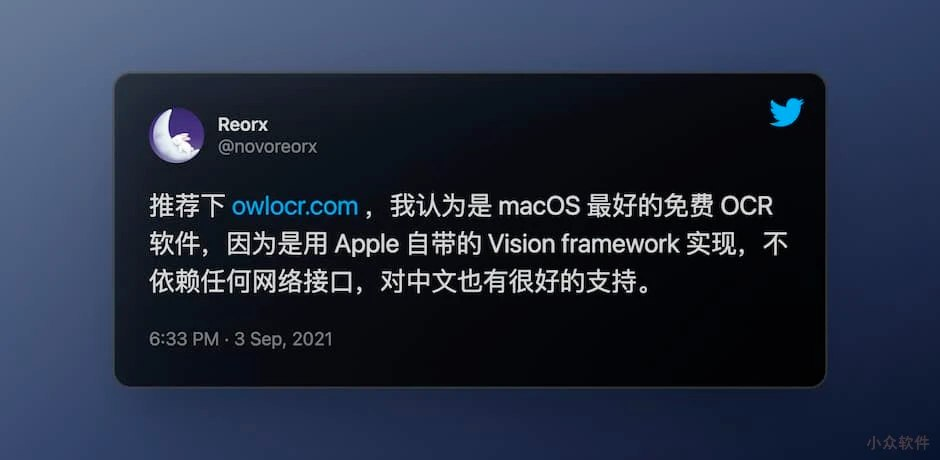 Reorx
@novoreorx
推荐下 owlocr.com ，我认为是 macOS 最好的免费 OCR
软件，因为是用 Apple 自带的 Vision framework 实现，不
依赖任何网络接口，对中文也有很好的支持。
6:33 PM · 3 Sep, 2021
小众软件